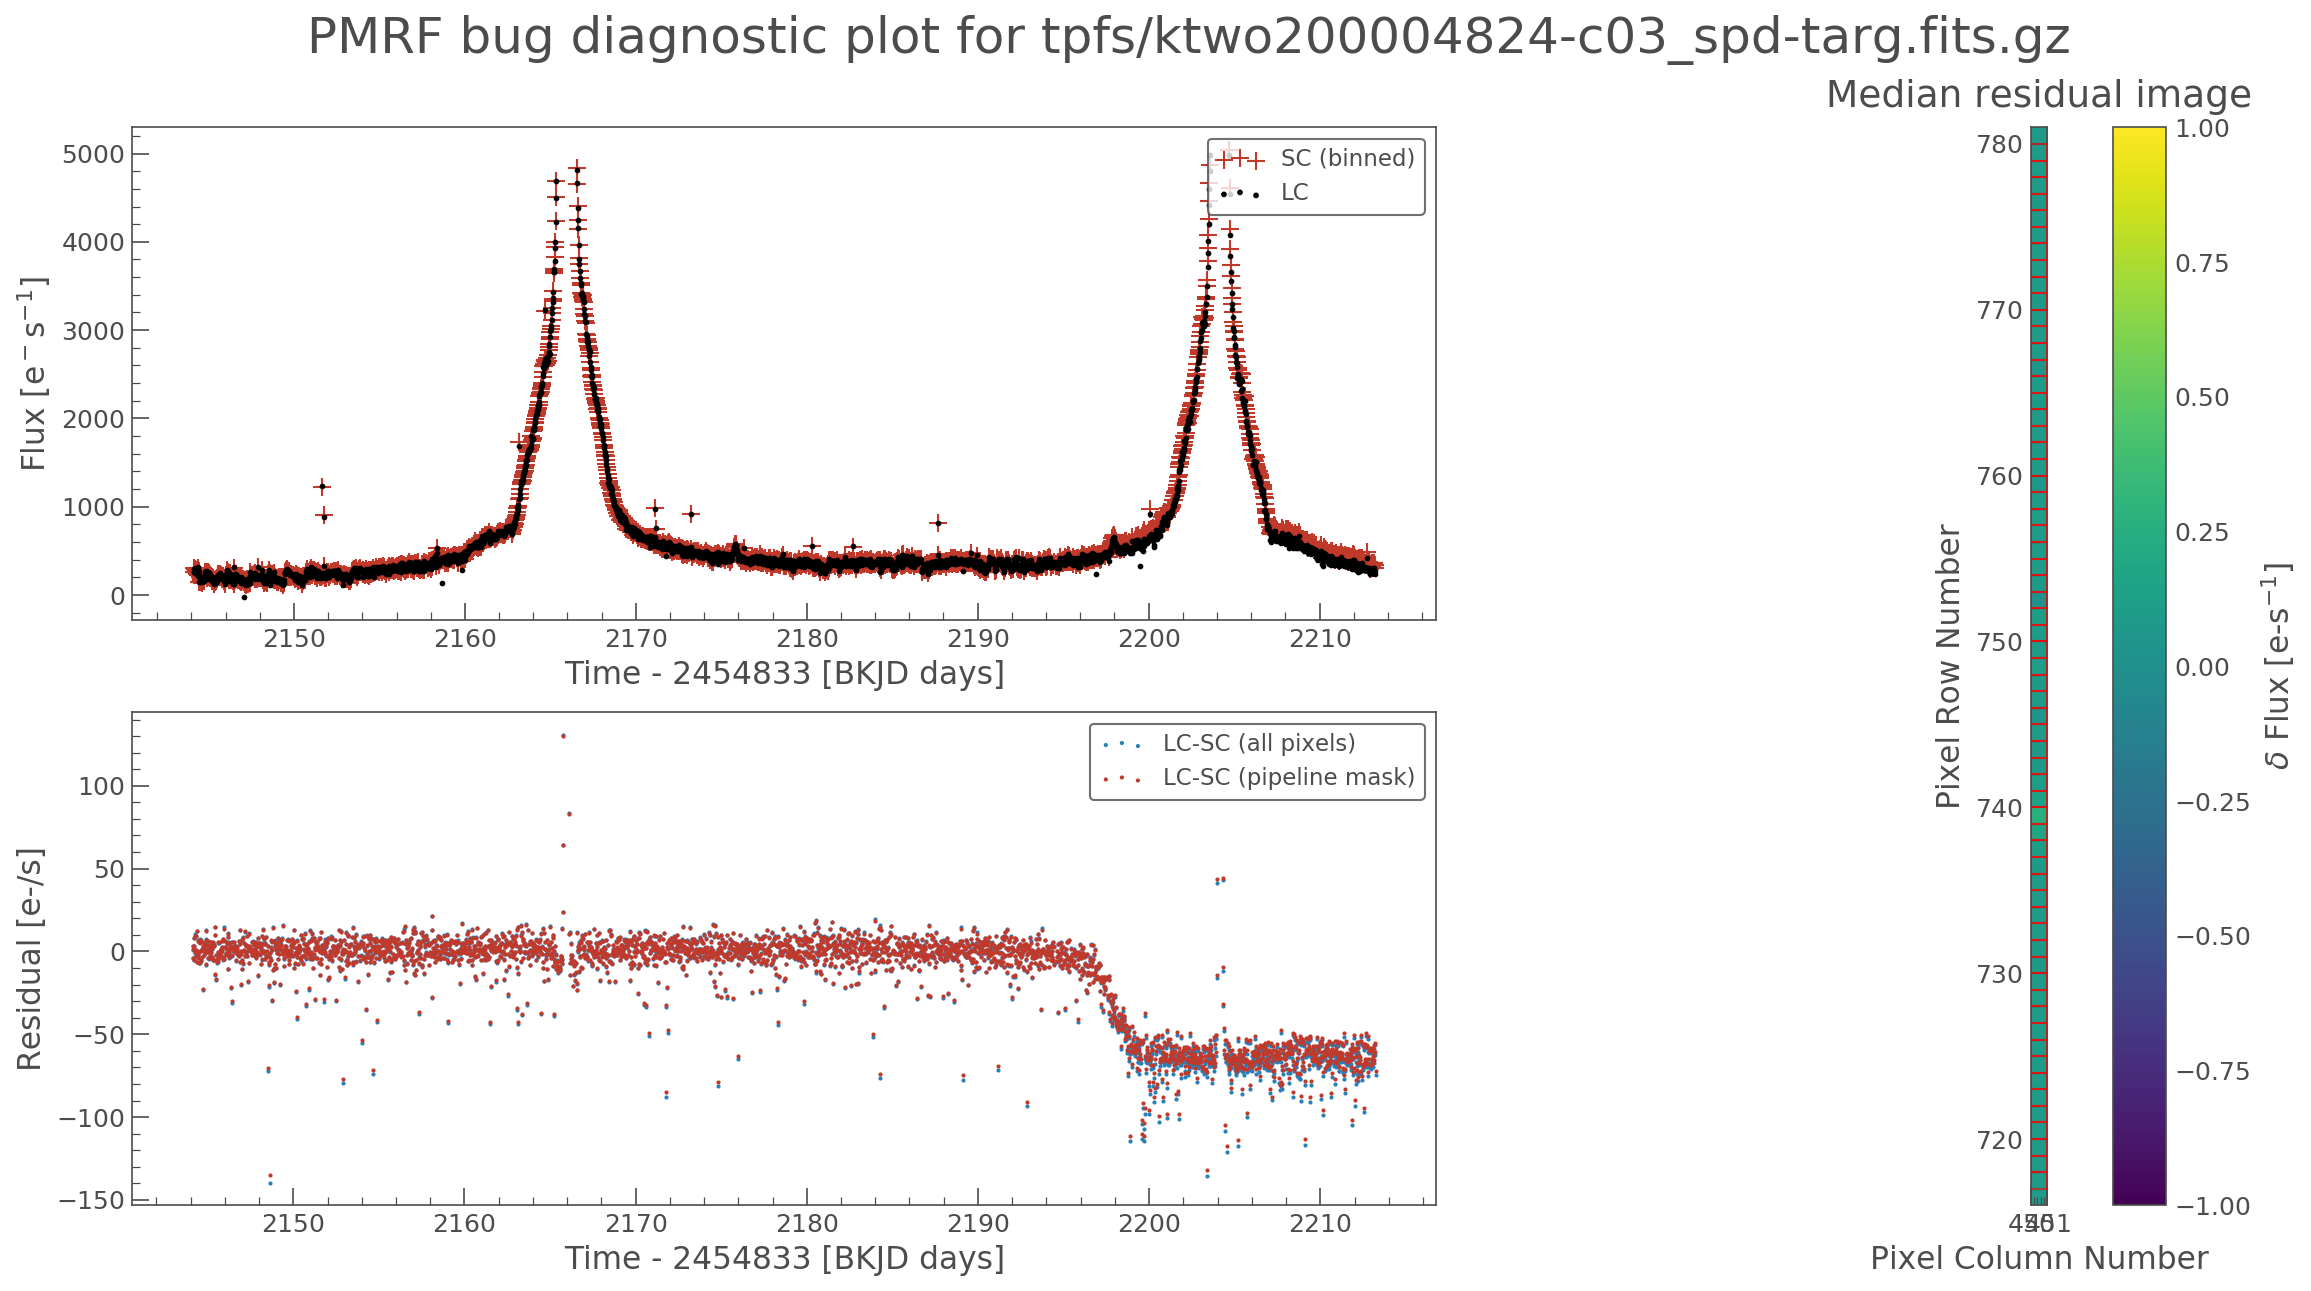 PMRF bug diagnostic plot for tpfs/ktwo200004824-c03_spd-targ.fits.gz
Flux [e⁻ s⁻¹]
5000
4000
3000
2000
1000
0
SC (binned)
LC
2150 2160 2170 2180 2190 2200 2210
Time - 2454833 [BKJD days]
Residual [e-/s]
100
50
0
−50
−100
−150
LC-SC (all pixels)
LC-SC (pipeline mask)
2150 2160 2170 2180 2190 2200 2210
Time - 2454833 [BKJD days]
Median residual image
Pixel Row Number
780
770
760
750
740
730
720
Pixel Column Number
1.00
0.75
0.50
0.25
0.00
−0.25
−0.50
−0.75
−1.00
δ Flux [e-s⁻¹]